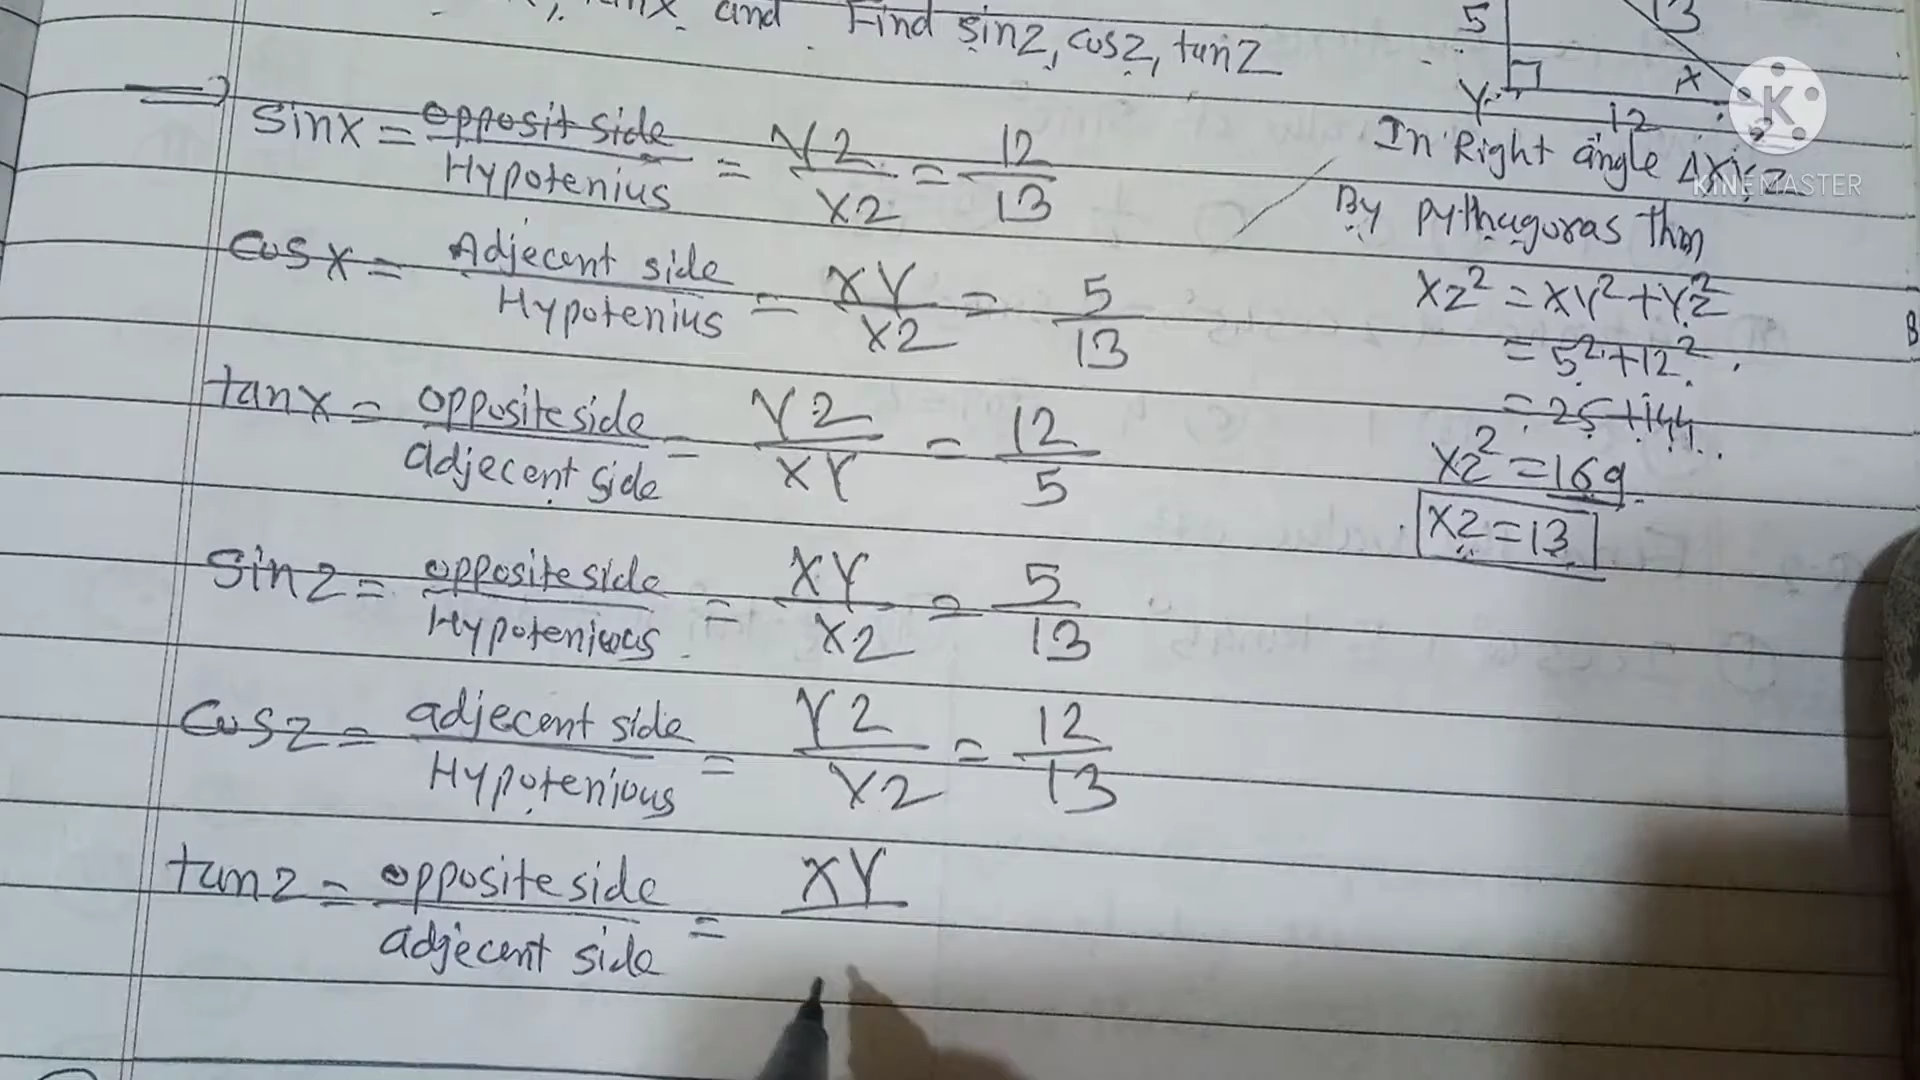 tanx and Find sinz, cosz, tanz
5
13
x
Y
12
z
sinx = opposit side / Hypotenius = YZ / XZ = 12 / 13
cosx = Adjecent side / Hypotenius = XY / XZ = 5 / 13
tanx = opposite side / adjecent side = YZ / XY = 12 / 5
sinz = opposite side / Hypotenious = XY / XZ = 5 / 13
cosz = adjecent side / Hypotenious = YZ / XZ = 12 / 13
tanz = opposite side / adjecent side = XY
In Right angle ΔXYZ
By pythagoras thm
XZ² = XY² + YZ²
= 5² + 12²
= 25 + 144
XZ² = 169
XZ = 13
K
KINEMASTER
B